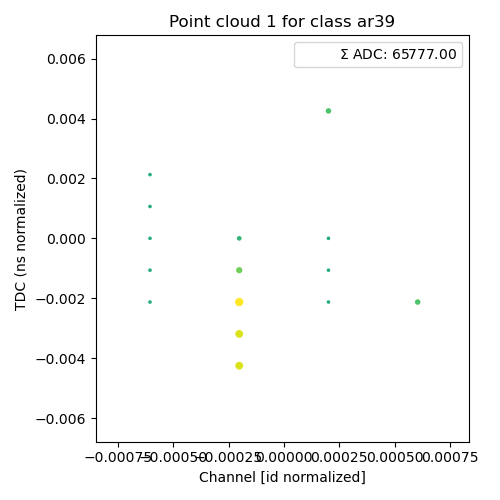 Point cloud 1 for class ar39
Σ ADC: 65777.00
TDC (ns normalized)
0.006
0.004
0.002
0.000
−0.002
−0.004
−0.006
−0.00075 −0.00050 −0.00025 0.00000 0.00025 0.00050 0.00075
Channel [id normalized]